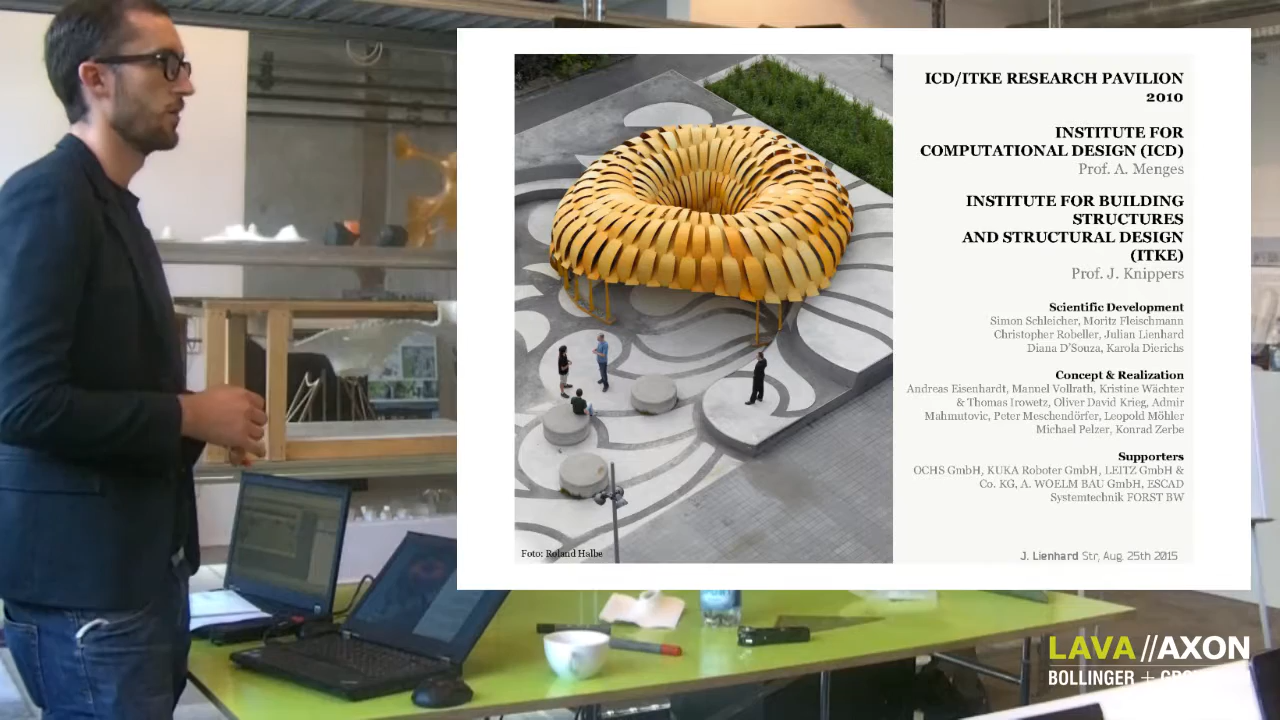 ICD/ITKE RESEARCH PAVILION
2010
INSTITUTE FOR
COMPUTATIONAL DESIGN (ICD)
Prof. A. Menges
INSTITUTE FOR BUILDING
STRUCTURES
AND STRUCTURAL DESIGN
(ITKE)
Prof. J. Knippers
Scientific Development
Simon Schleicher, Moritz Fleischmann
Christopher Robeller, Julian Lienhard
Diana D'Souza, Karola Dierichs
Concept & Realization
Andreas Eisenhardt, Manuel Vollrath, Kristine Wächter
& Thomas Irowetz, Oliver David Krieg, Admir
Mahmutovic, Peter Meschendörfer, Leopold Möhler
Michael Pelzer, Konrad Zerbe
Supporters
OCHS GmbH, KUKA Roboter GmbH, LEITZ GmbH &
Co. KG, A. WOELM BAU GmbH, ESCAD
Systemtechnik FORST BW
Foto: Roland Halbe
J. Lienhard Str, Aug. 25th 2015
LAVA //AXON
BOLLINGER +